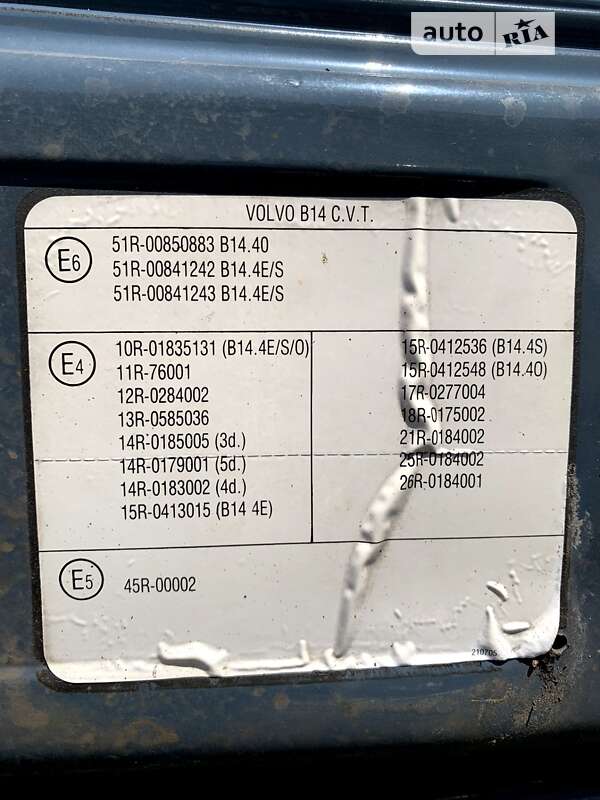 auto RIA
VOLVO B14 C.V.T.
E6
51R-00850883 B14.40
51R-00841242 B14.4E/S
51R-00841243 B14.4E/S
E4
10R-01835131 (B14.4E/S/O)
11R-76001
12R-0284002
13R-0585036
14R-0185005 (3d.)
14R-0179001 (5d.)
14R-0183002 (4d.)
15R-0413015 (B14 4E)
15R-0412536 (B14.4S)
15R-0412548 (B14.4O)
17R-0277004
18R-0175002
21R-0184002
25R-0184002
26R-0184001
E5
45R-00002